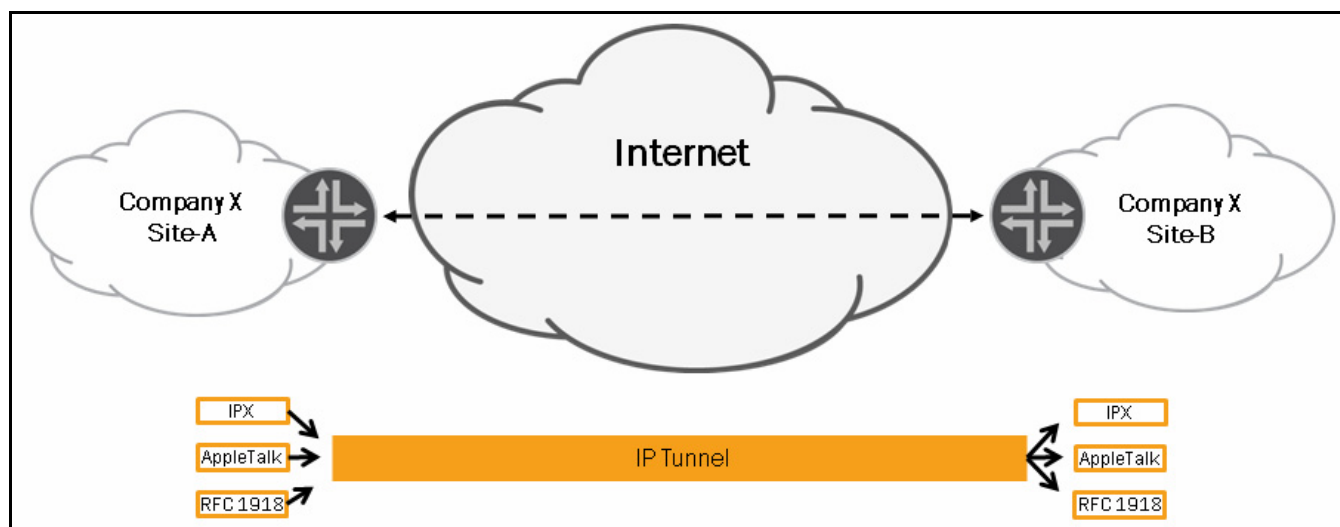 Internet
Company X
Site-A
Company X
Site-B
IPX
AppleTalk
RFC 1918
IP Tunnel
IPX
AppleTalk
RFC 1918